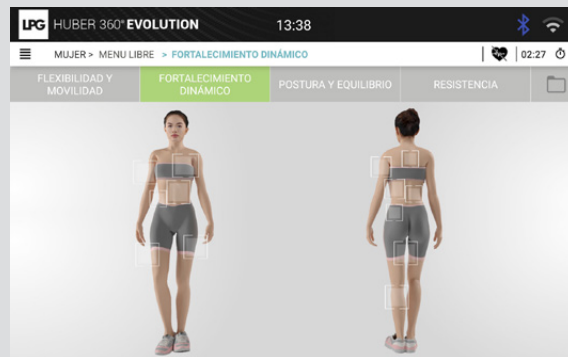 LPG HUBER 360° EVOLUTION 13:38
MUJER > MENU LIBRE > FORTALECIMIENTO DINÁMICO 02:27
FLEXIBILIDAD Y MOVILIDAD
FORTALECIMIENTO DINÁMICO
POSTURA Y EQUILIBRIO
RESISTENCIA